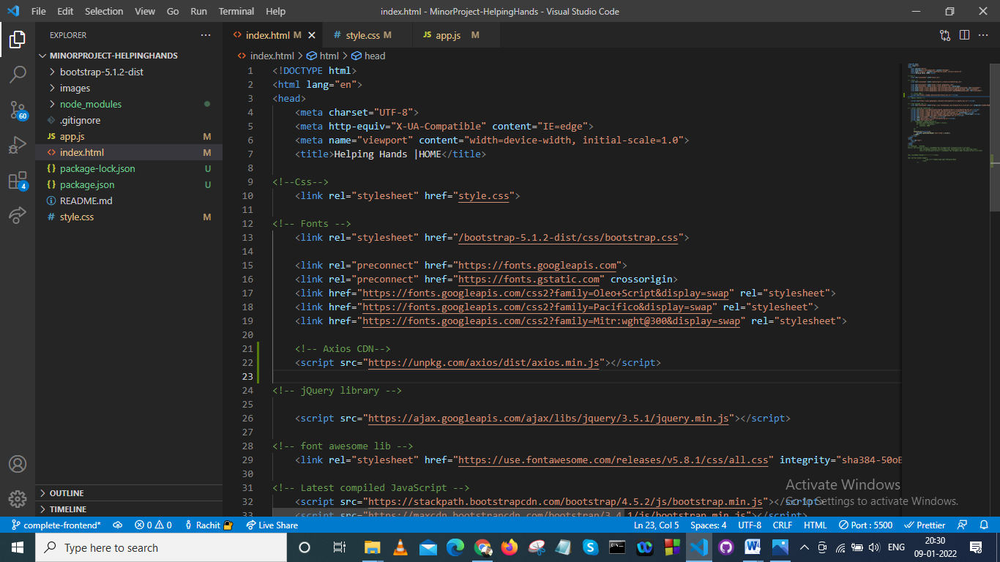 File Edit Selection View Go Run Terminal Help
index.html - MinorProject-HelpingHands - Visual Studio Code
EXPLORER
MINORPROJECT-HELPINGHANDS
bootstrap-5.1.2-dist
images
node_modules
.gitignore
JS app.js M
index.html M
package-lock.json U
package.json U
README.md
# style.css M
OUTLINE
TIMELINE
60
4
index.html M
# style.css M
JS app.js M
index.html > html > head
1 <!DOCTYPE html>
2 <html lang="en">
3 <head>
4 <meta charset="UTF-8">
5 <meta http-equiv="X-UA-Compatible" content="IE=edge">
6 <meta name="viewport" content="width=device-width, initial-scale=1.0">
7 <title>Helping Hands |HOME</title>
8
9 <!--Css-->
10 <link rel="stylesheet" href="style.css">
11
12 <!-- Fonts -->
13 <link rel="stylesheet" href="/bootstrap-5.1.2-dist/css/bootstrap.css">
14
15 <link rel="preconnect" href="https://fonts.googleapis.com">
16 <link rel="preconnect" href="https://fonts.gstatic.com" crossorigin>
17 <link href="https://fonts.googleapis.com/css2?family=Oleo+Script&display=swap" rel="stylesheet">
18 <link href="https://fonts.googleapis.com/css2?family=Pacifico&display=swap" rel="stylesheet">
19 <link href="https://fonts.googleapis.com/css2?family=Mitr:wght@300&display=swap" rel="stylesheet">
20
21 <!-- Axios CDN-->
22 <script src="https://unpkg.com/axios/dist/axios.min.js"></script>
23
24 <!-- jQuery library -->
25
26 <script src="https://ajax.googleapis.com/ajax/libs/jquery/3.5.1/jquery.min.js"></script>
27
28 <!-- font awesome lib -->
29 <link rel="stylesheet" href="https://use.fontawesome.com/releases/v5.8.1/css/all.css" integrity="sha384-50oB
30
31 <!-- Latest compiled JavaScript -->
32 <script src="https://stackpath.bootstrapcdn.com/bootstrap/4.5.2/js/bootstrap.min.js"></script>
33 <script src="https://maxcdn.bootstrapcdn.com/bootstrap/3.4.1/js/bootstrap.min.js"></script>
Activate Windows
Go to Settings to activate Windows.
complete-frontend* 0 0 Rachit Live Share
Ln 23, Col 5 Spaces: 4 UTF-8 CRLF HTML Port : 5500 Prettier
Type here to search
ENG
20:30
09-01-2022